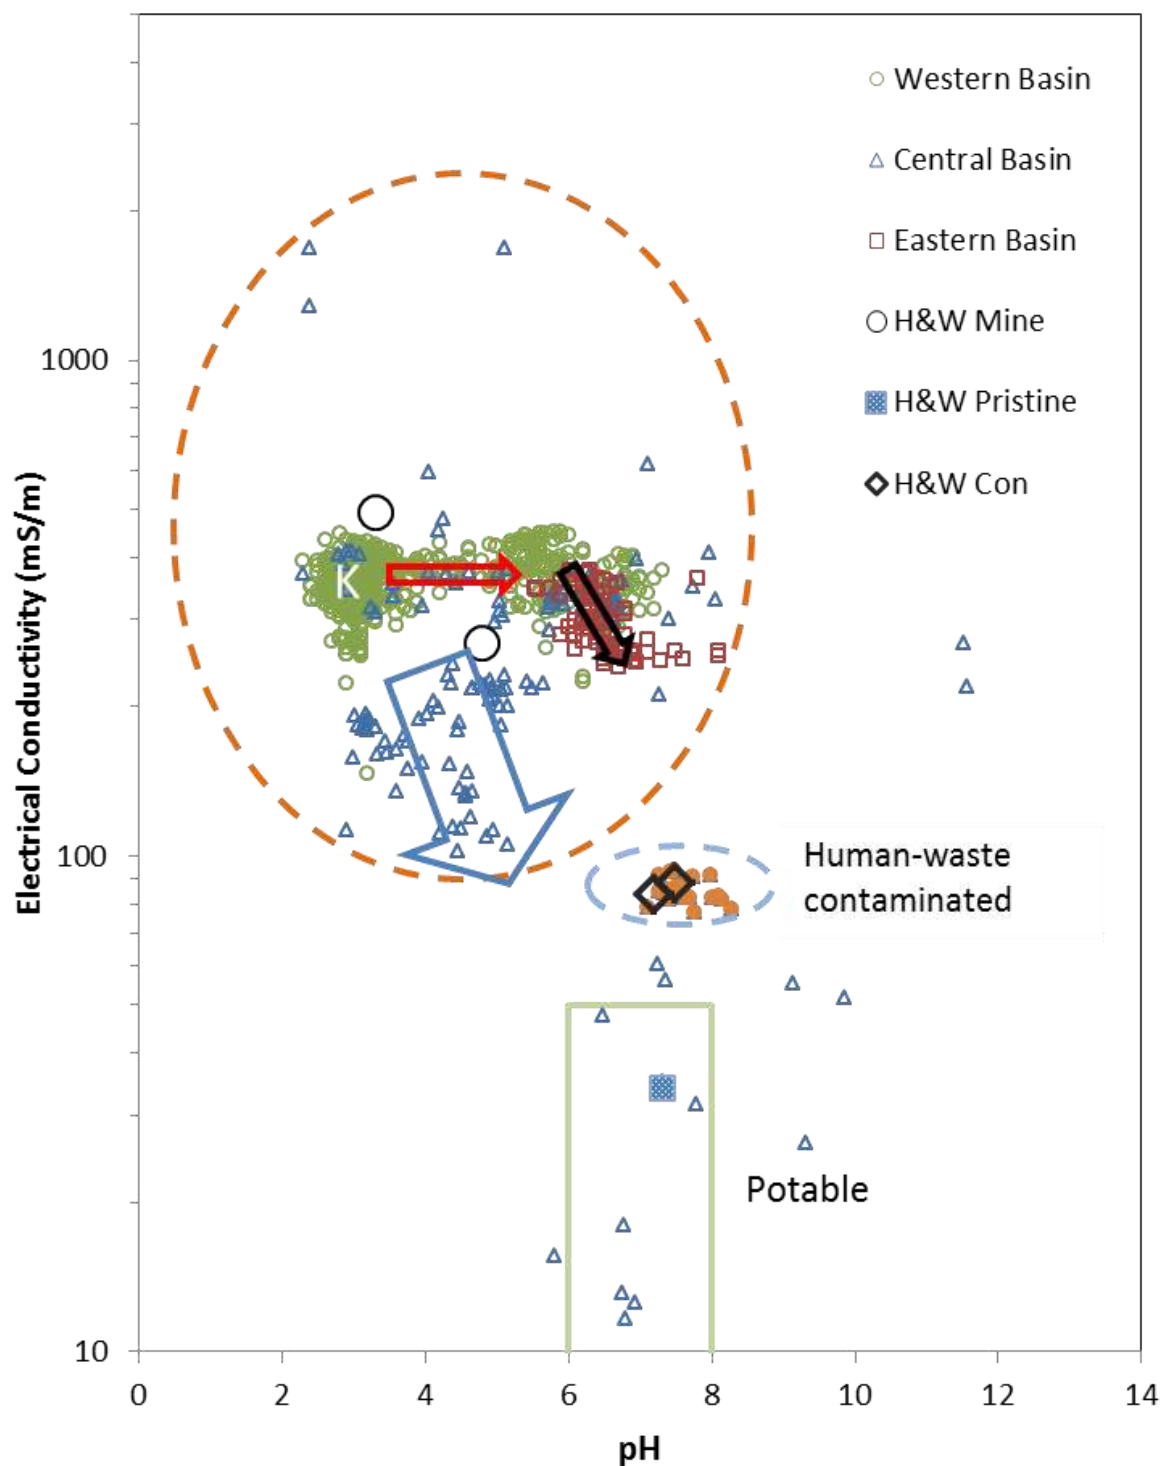 Western Basin
Central Basin
Eastern Basin
H&W Mine
H&W Pristine
H&W Con
1000
K
100
Human-waste
contaminated
Potable
10
0 2 4 6 8 10 12 14
pH
Electrical Conductivity (mS/m)